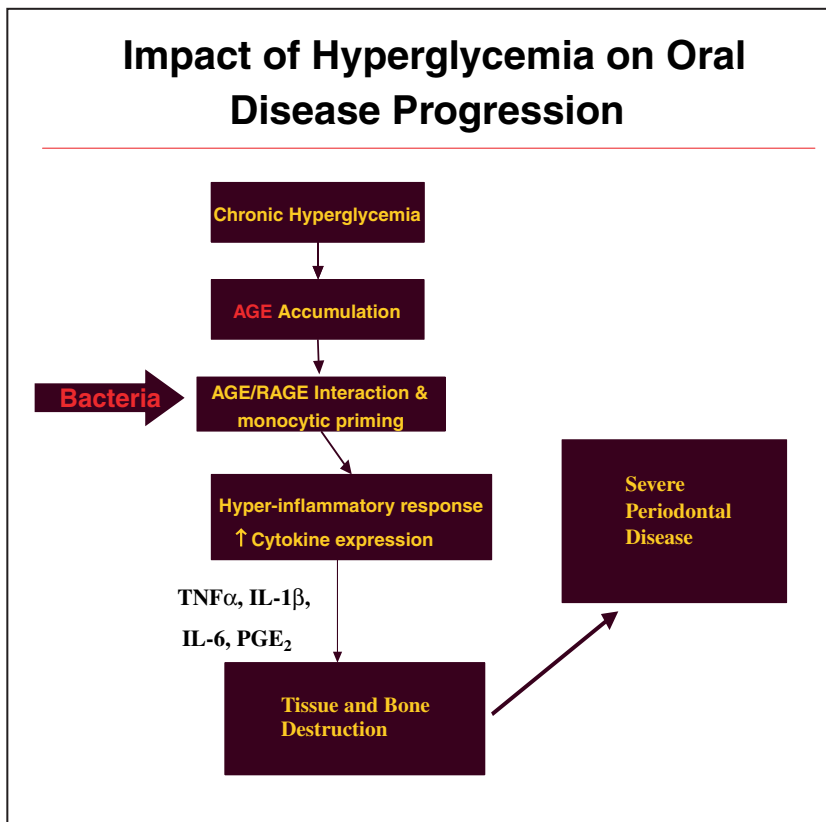 Impact of Hyperglycemia on Oral
Disease Progression
Chronic Hyperglycemia
AGE Accumulation
Bacteria
AGE/RAGE Interaction &
monocytic priming
Hyper-inflammatory response
↑ Cytokine expression
TNFα, IL-1β,
IL-6, PGE₂
Tissue and Bone
Destruction
Severe
Periodontal
Disease